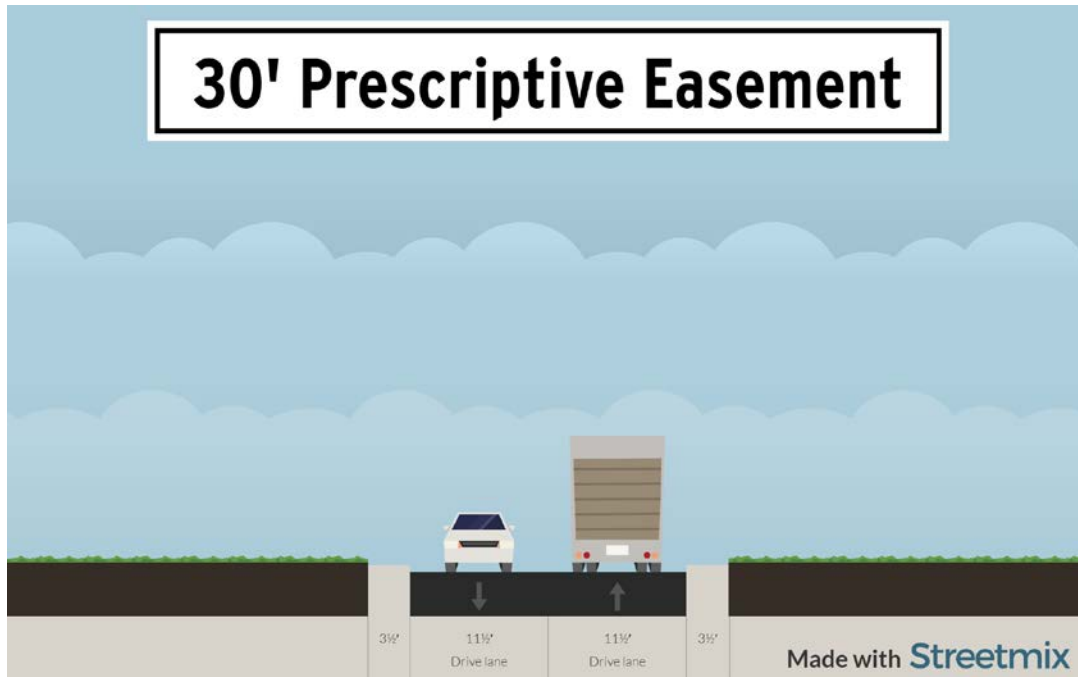 30' Prescriptive Easement
3½' 11½' 11½' 3½'
Drive lane Drive lane
Made with Streetmix